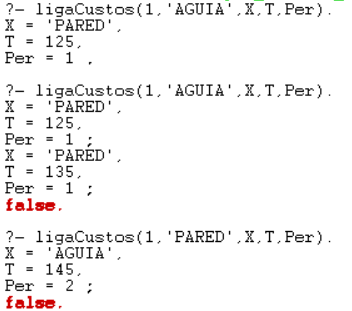 ?- ligaCustos(1,'AGUIA',X,T,Per).
X = 'PARED',
T = 125,
Per = 1 .
?- ligaCustos(1,'AGUIA',X,T,Per).
X = 'PARED',
T = 125,
Per = 1 ;
X = 'PARED',
T = 135,
Per = 1 ;
false.
?- ligaCustos(1,'PARED',X,T,Per).
X = 'AGUIA',
T = 145,
Per = 2 ;
false.